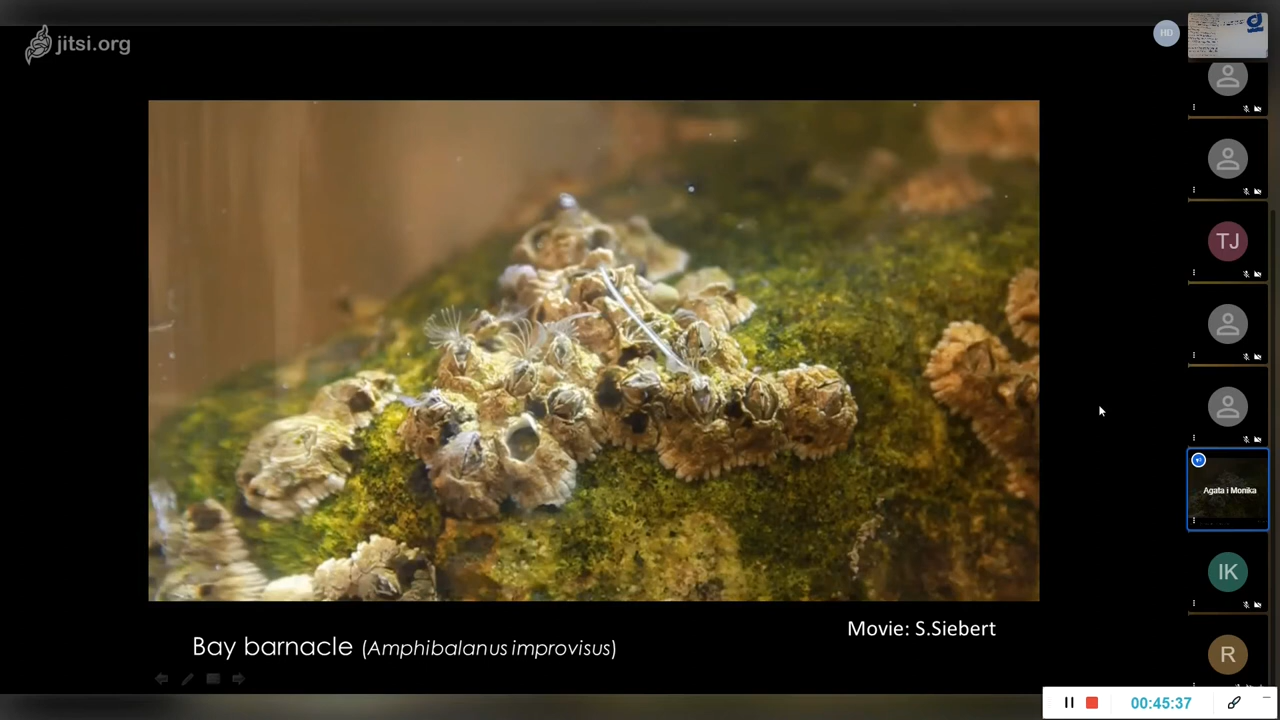 jitsi.org
HD
TJ
Agata i Monika
IK
R
Bay barnacle (Amphibalanus improvisus)
Movie: S.Siebert
00:45:37